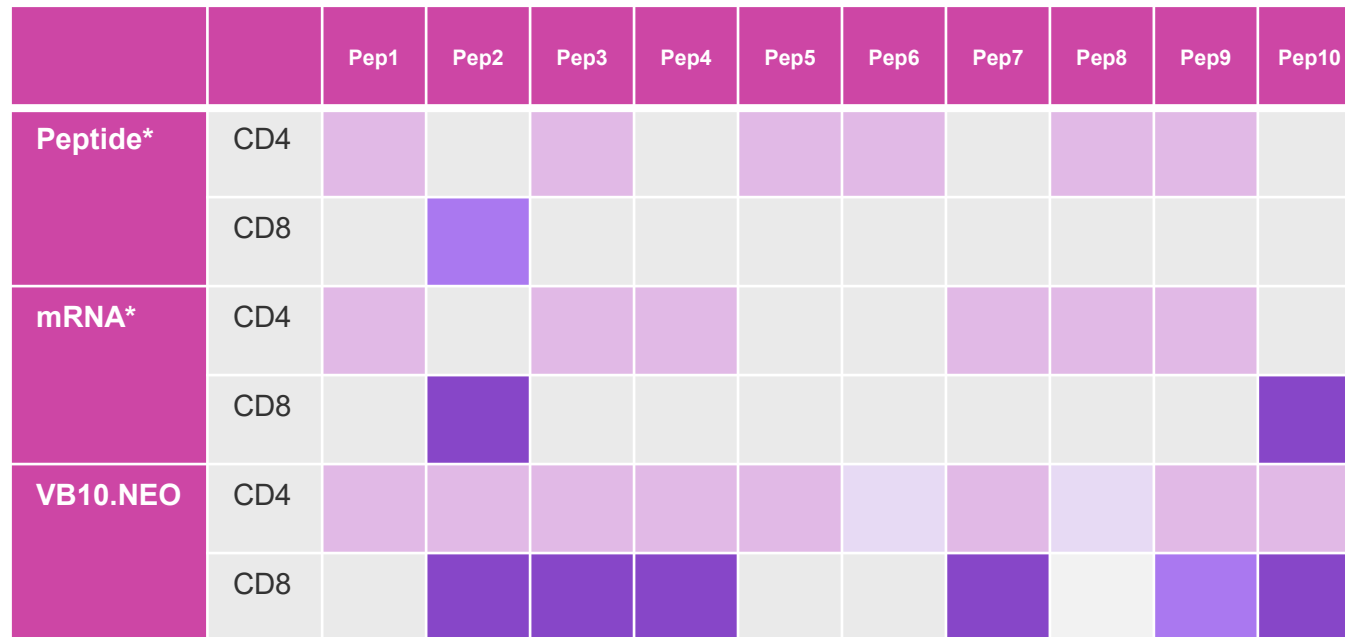 Pep1 Pep2 Pep3 Pep4 Pep5 Pep6 Pep7 Pep8 Pep9 Pep10
Peptide* CD4
CD8
mRNA* CD4
CD8
VB10.NEO CD4
CD8